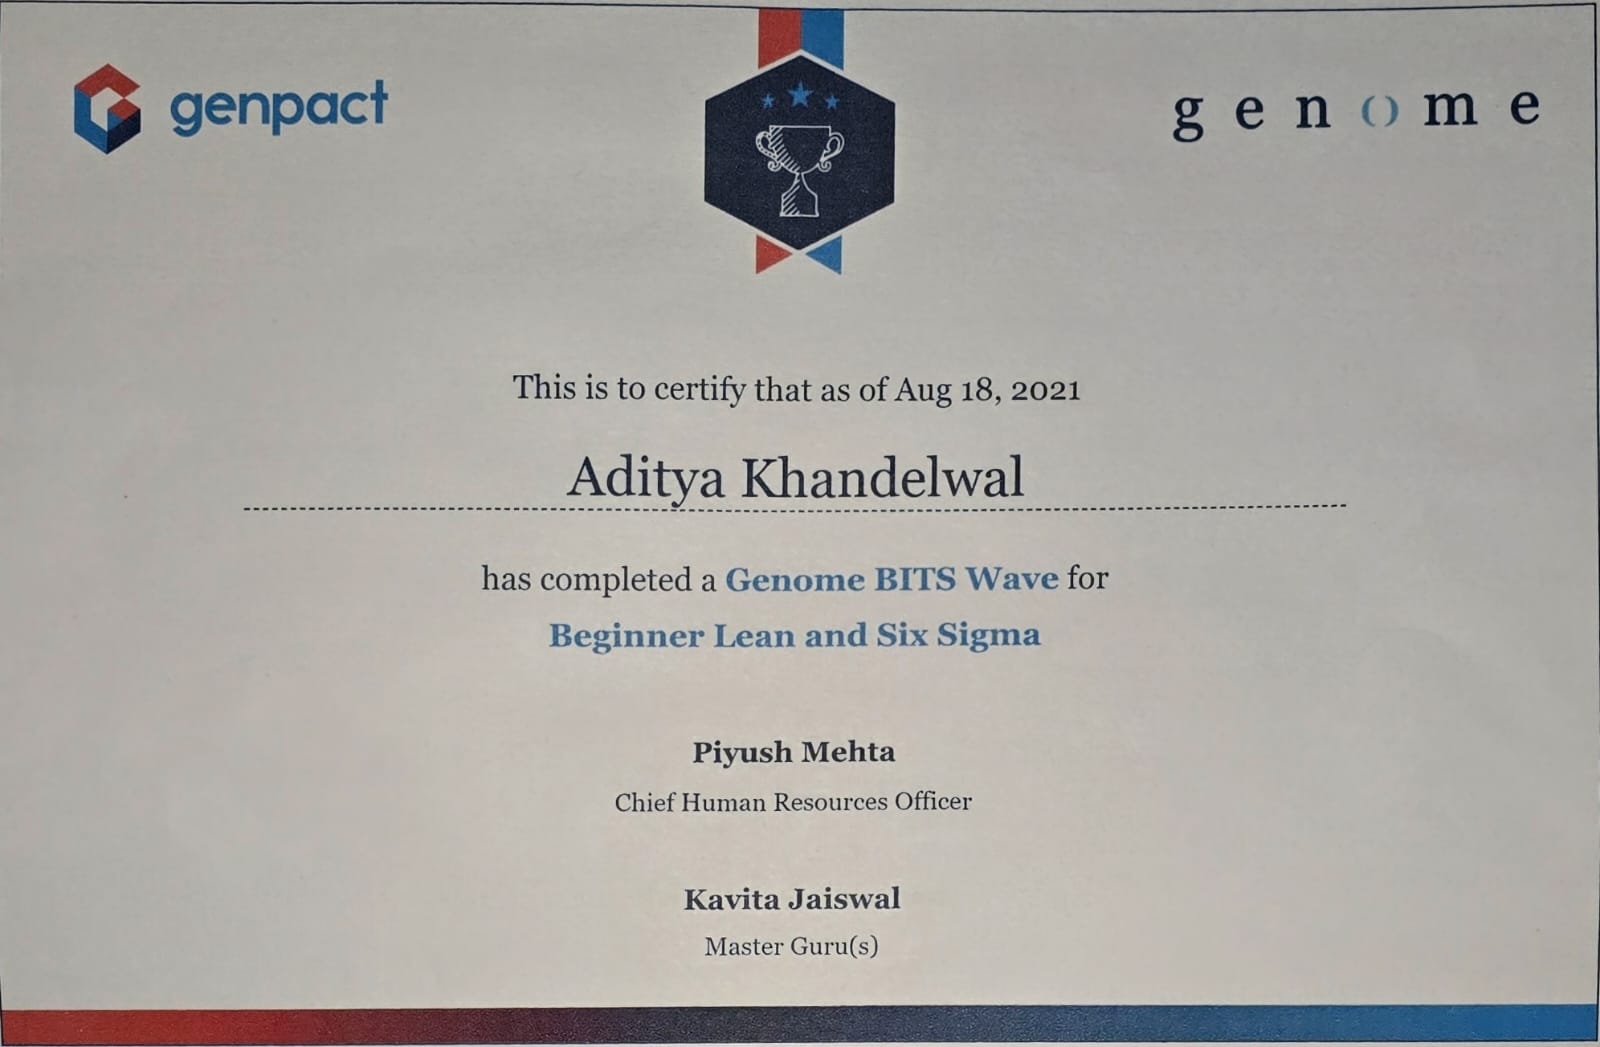 genpact
genome
This is to certify that as of Aug 18, 2021
Aditya Khandelwal
has completed a Genome BITS Wave for
Beginner Lean and Six Sigma
Piyush Mehta
Chief Human Resources Officer
Kavita Jaiswal
Master Guru(s)